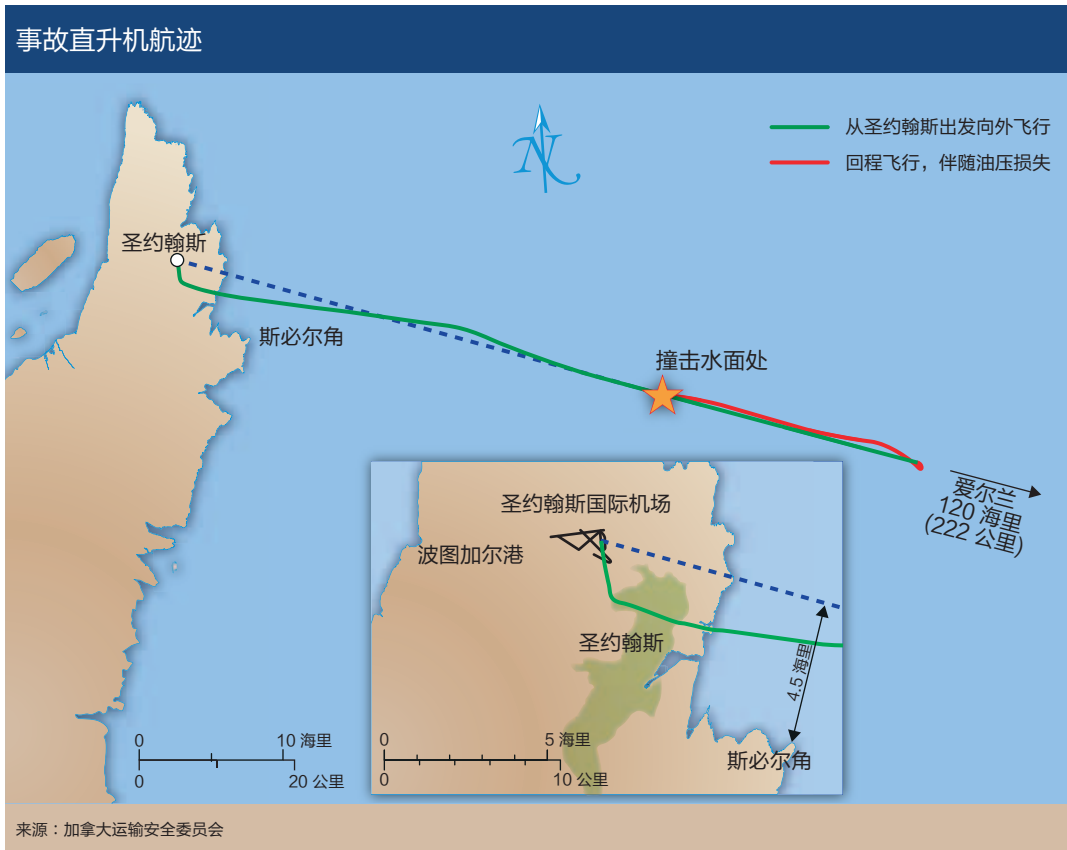 事故直升机航迹
N
从圣约翰斯出发向外飞行
回程飞行，伴随油压损失
圣约翰斯
斯必尔角
撞击水面处
爱尔兰
120 海里
(222 公里)
圣约翰斯国际机场
波图加尔港
圣约翰斯
4.5 海里
斯必尔角
0 10 海里
0 20 公里
0 5 海里
0 10 公里
来源：加拿大运输安全委员会